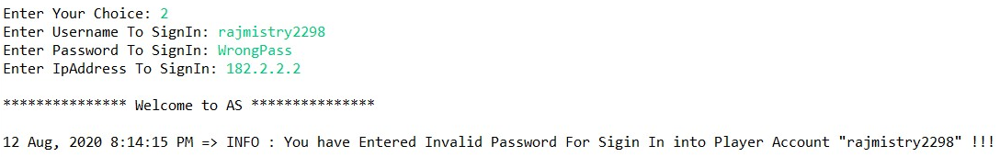 Enter Your Choice: 2
Enter Username To SignIn: rajmistry2298
Enter Password To SignIn: WrongPass
Enter IpAddress To SignIn: 182.2.2.2
*************** Welcome to AS ***************
12 Aug, 2020 8:14:15 PM => INFO : You have Entered Invalid Password For Sigin In into Player Account "rajmistry2298" !!!